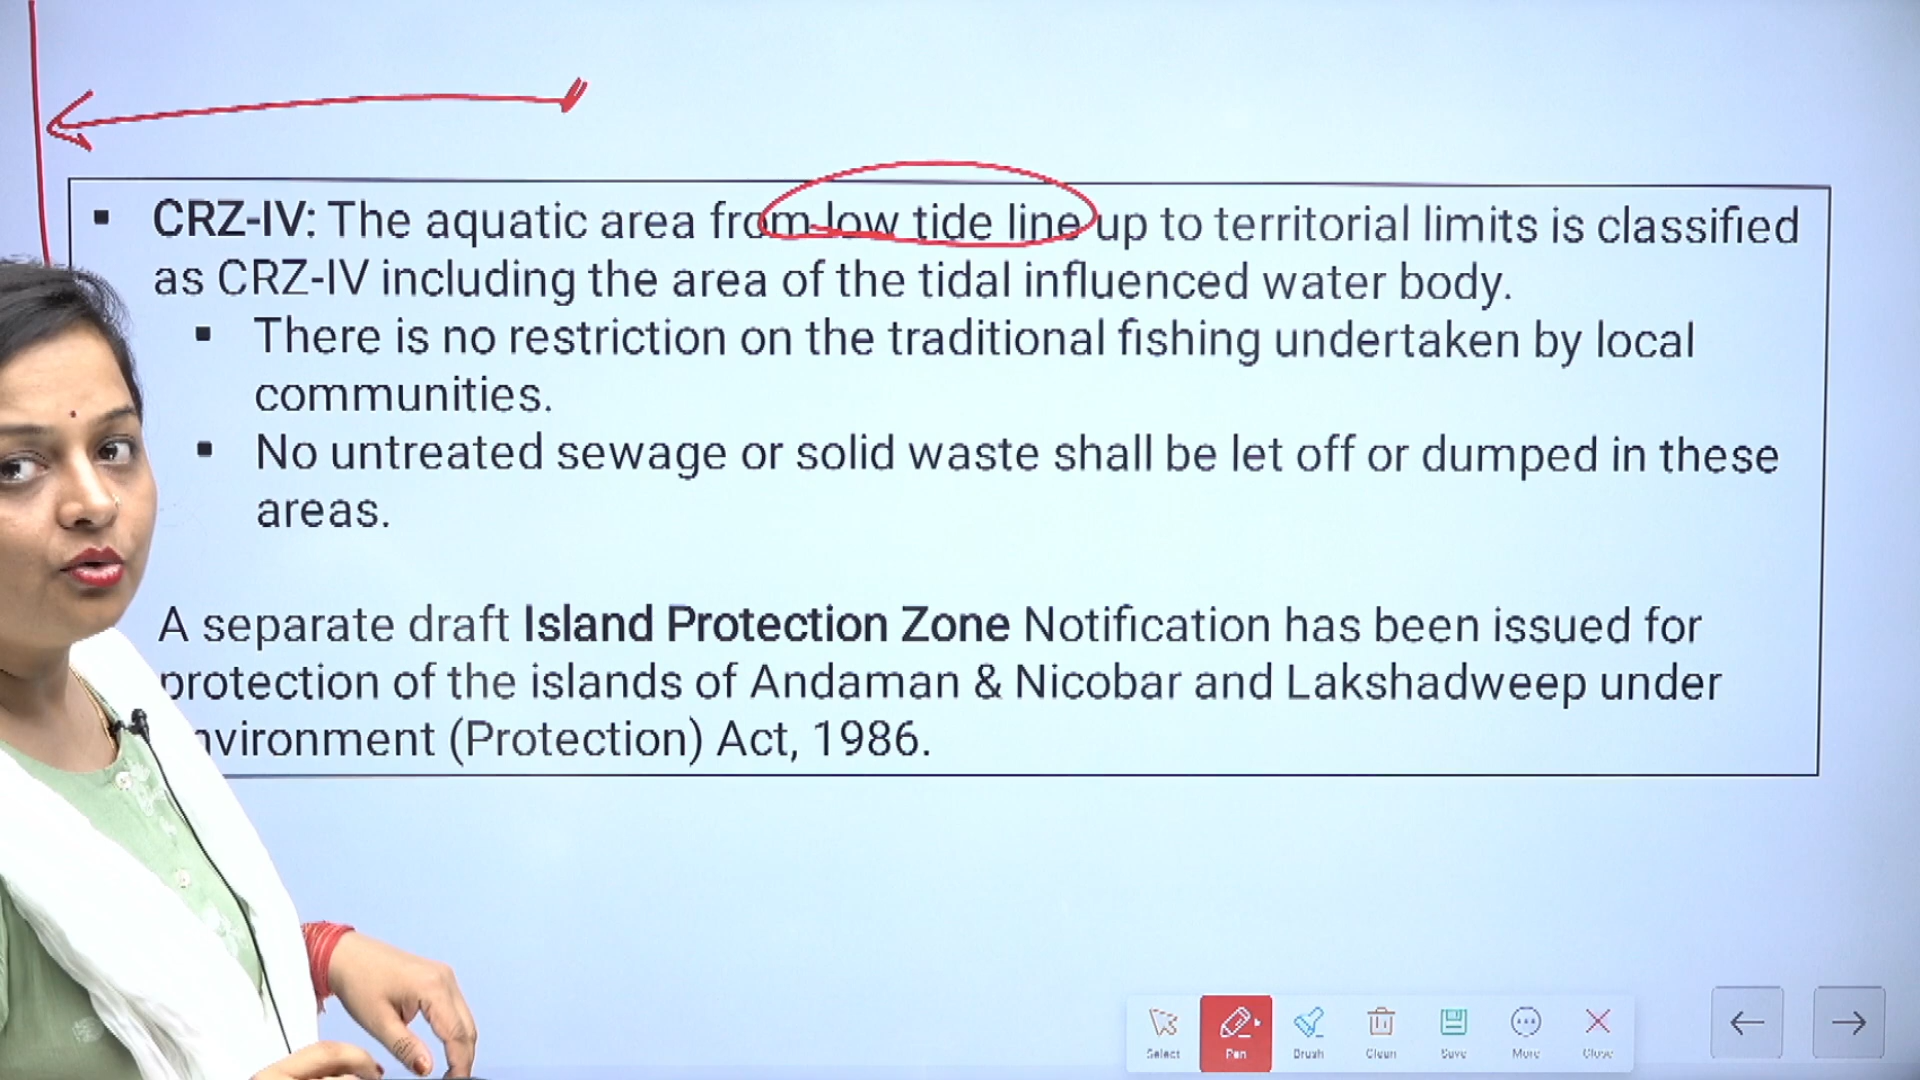 ▪ CRZ-IV: The aquatic area from low tide line up to territorial limits is classified
as CRZ-IV including the area of the tidal influenced water body.
▪ There is no restriction on the traditional fishing undertaken by local
communities.
▪ No untreated sewage or solid waste shall be let off or dumped in these
areas.
A separate draft Island Protection Zone Notification has been issued for
protection of the islands of Andaman & Nicobar and Lakshadweep under
nvironment (Protection) Act, 1986.
Select Pen Brush Clean Save More Close